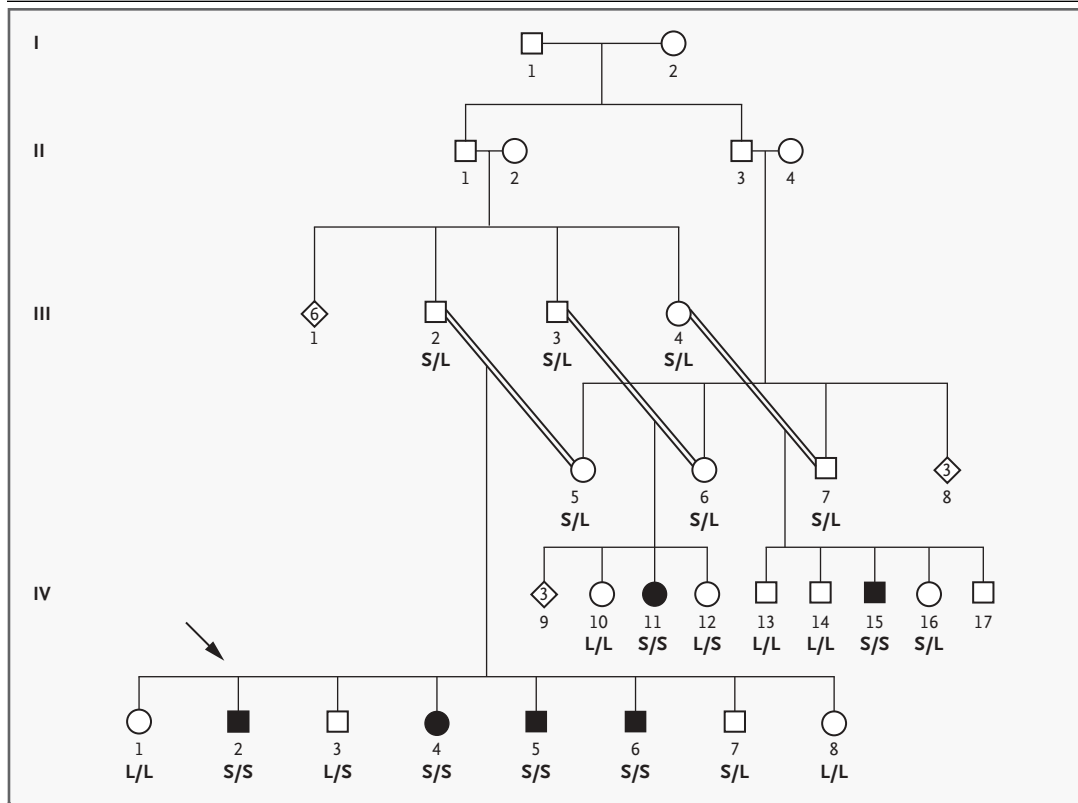 I
1 2
II
1 2 3 4
III
6
1 2 3 4
S/L S/L S/L
3
5 6 7 8
S/L S/L S/L
IV
3
9 10 11 12 13 14 15 16 17
L/L S/S L/S L/L L/L S/S S/L
1 2 3 4 5 6 7 8
L/L S/S L/S S/S S/S S/S S/L L/L